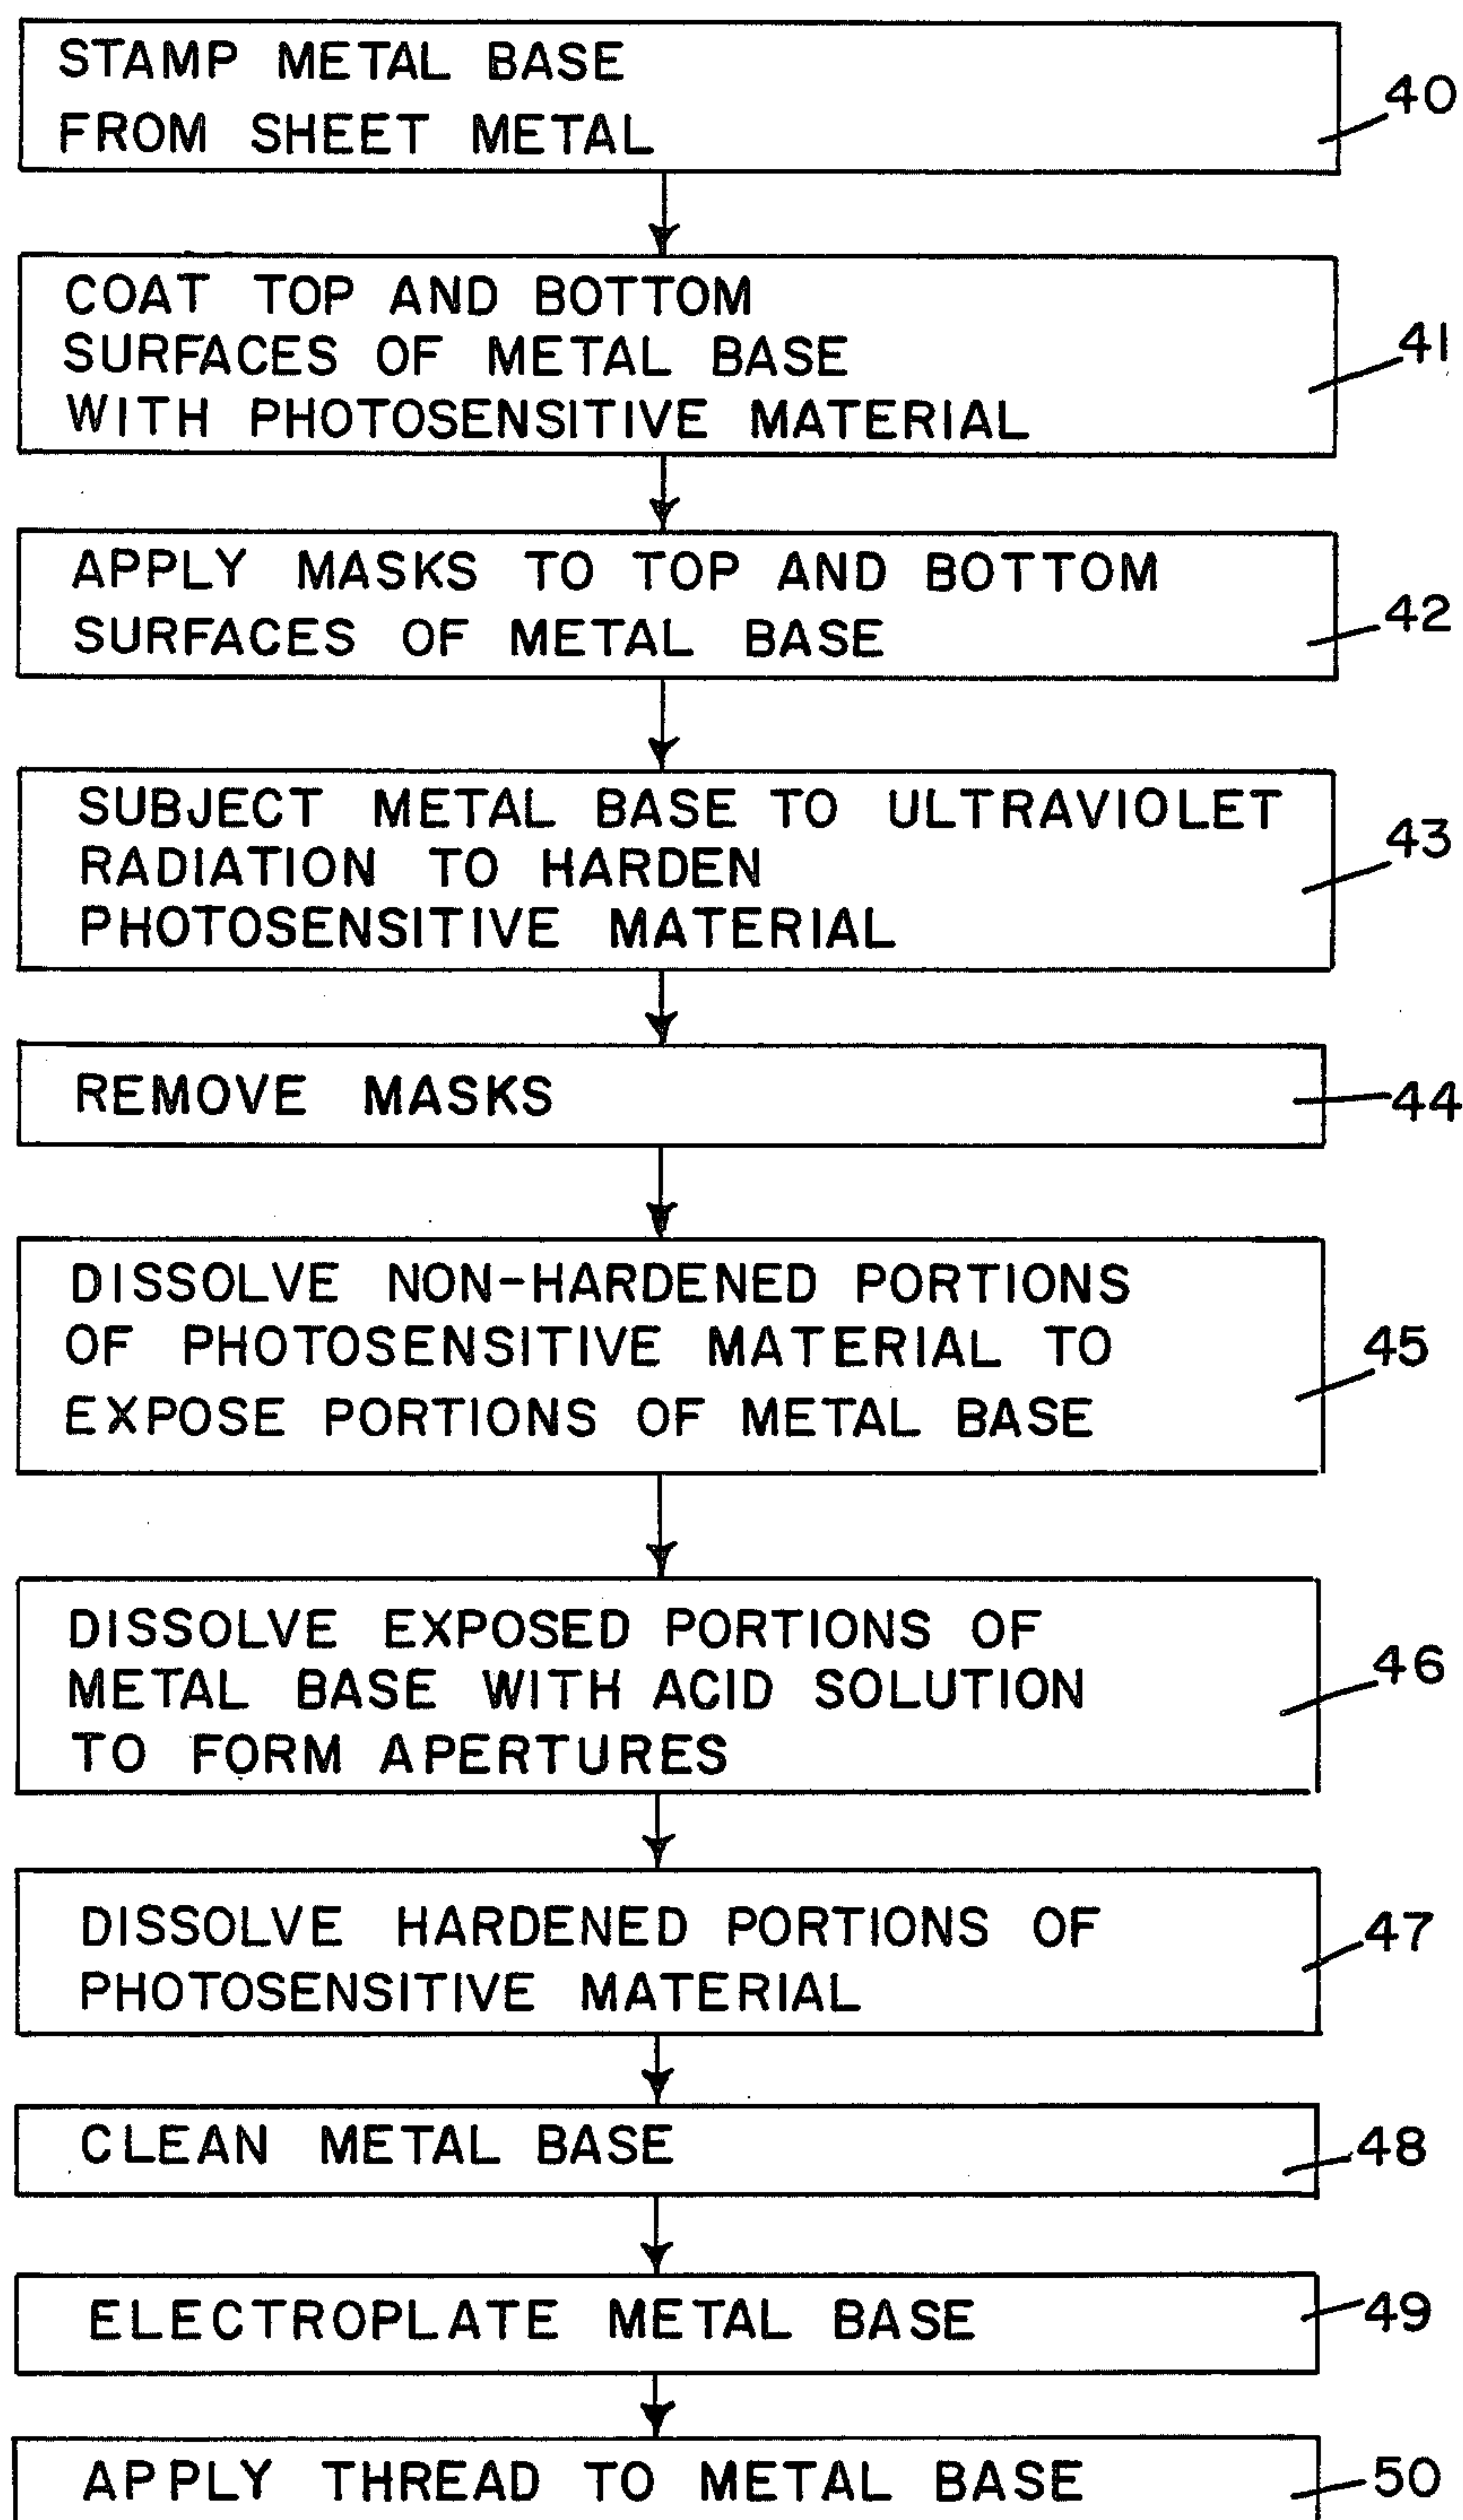 STAMP METAL BASE
FROM SHEET METAL
40
COAT TOP AND BOTTOM
SURFACES OF METAL BASE
WITH PHOTOSENSITIVE MATERIAL
41
APPLY MASKS TO TOP AND BOTTOM
SURFACES OF METAL BASE
42
SUBJECT METAL BASE TO ULTRAVIOLET
RADIATION TO HARDEN
PHOTOSENSITIVE MATERIAL
43
REMOVE MASKS
44
DISSOLVE NON-HARDENED PORTIONS
OF PHOTOSENSITIVE MATERIAL TO
EXPOSE PORTIONS OF METAL BASE
45
DISSOLVE EXPOSED PORTIONS OF
METAL BASE WITH ACID SOLUTION
TO FORM APERTURES
46
DISSOLVE HARDENED PORTIONS OF
PHOTOSENSITIVE MATERIAL
47
CLEAN METAL BASE
48
ELECTROPLATE METAL BASE
49
APPLY THREAD TO METAL BASE
50